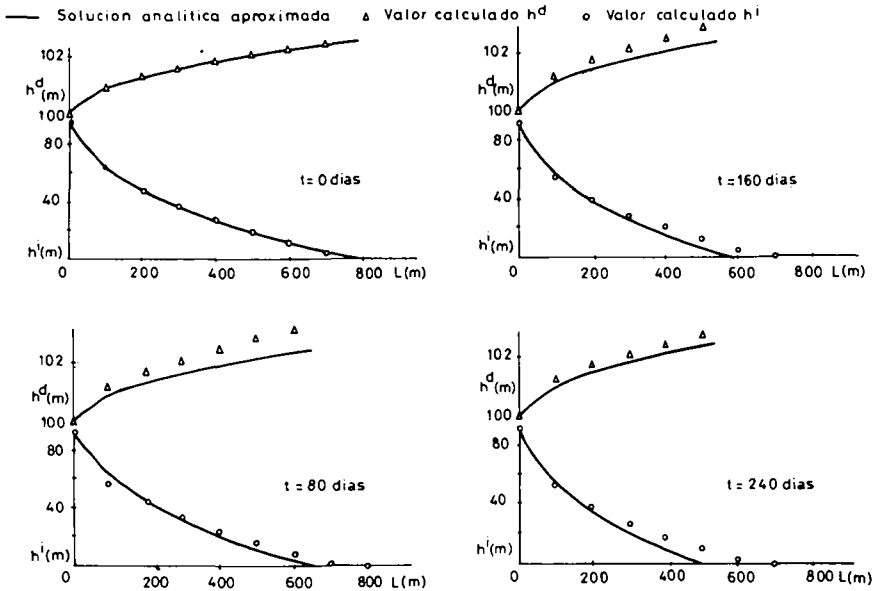 Solucion analitica aproximada Valor calculado h^d Valor calculado h^i
102
h^d(m)
100
80
40
h^i(m)
t = 0 dias
0 200 400 600 800 L(m)
102
h^d(m)
100
80
40
h^i(m)
t = 160 dias
0 200 400 600 800 L(m)
102
h^d(m)
100
80
40
h^i(m)
t = 80 dias
0 200 400 600 800 L(m)
102
h^d(m)
100
80
40
h^i(m)
t = 240 dias
0 200 400 600 800 L(m)